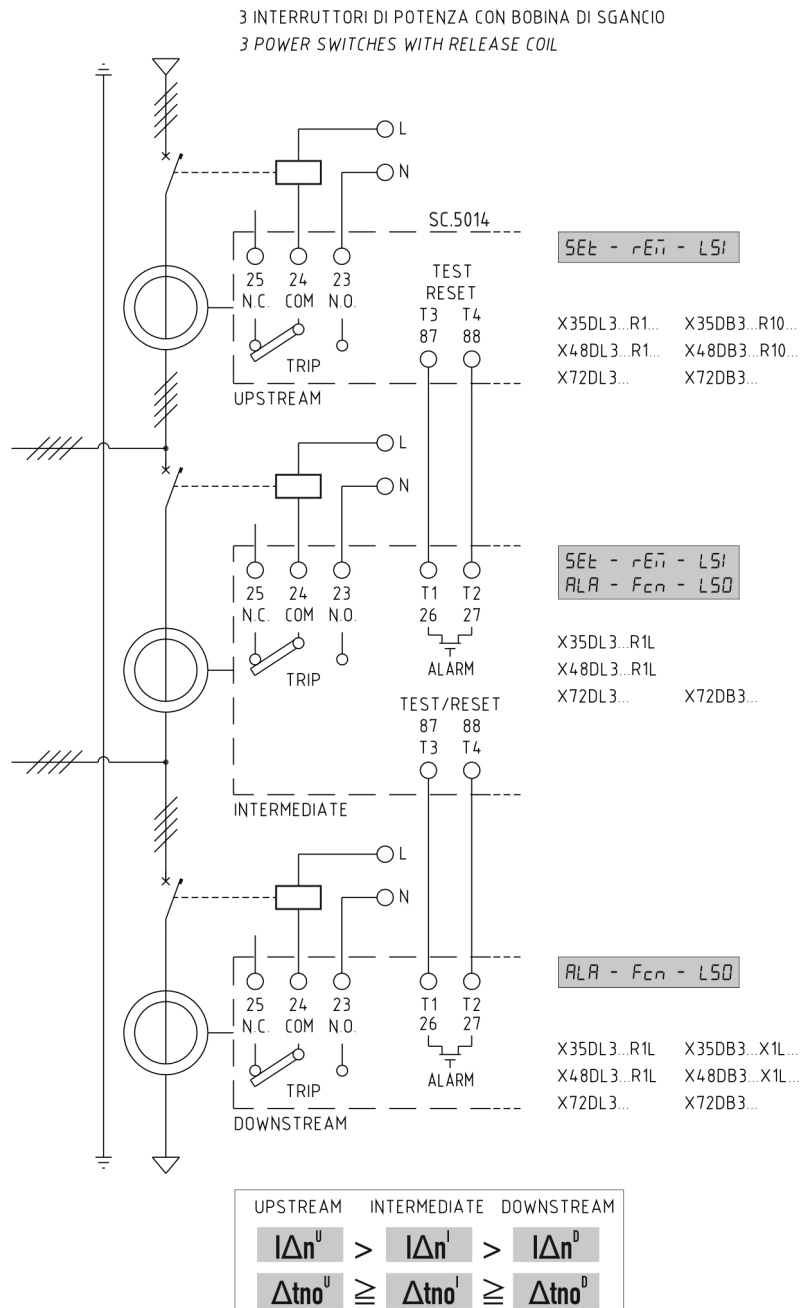 3 INTERRUTTORI DI POTENZA CON BOBINA DI SGANCIO
3 POWER SWITCHES WITH RELEASE COIL
L
N
SC.5014
25 24 23
N.C. COM N.O.
TRIP
TEST
RESET
T3 T4
87 88
UPSTREAM
SEt - rEm - LSI
X35DL3...R1... X35DB3...R10...
X48DL3...R1... X48DB3...R10...
X72DL3... X72DB3...
L
N
25 24 23
N.C. COM N.O.
TRIP
T1 T2
26 27
ALARM
TEST/RESET
87 88
T3 T4
INTERMEDIATE
SEt - rEm - LSI
ALA - Fcn - LSO
X35DL3...R1L
X48DL3...R1L
X72DL3... X72DB3...
L
N
25 24 23
N.C. COM N.O.
TRIP
T1 T2
26 27
ALARM
DOWNSTREAM
ALA - Fcn - LSO
X35DL3...R1L X35DB3...X1L...
X48DL3...R1L X48DB3...X1L...
X72DL3... X72DB3...
UPSTREAM INTERMEDIATE DOWNSTREAM
IΔnᵁ > IΔnᴵ > IΔnᴰ
Δtnoᵁ ≧ Δtnoᴵ ≧ Δtnoᴰ